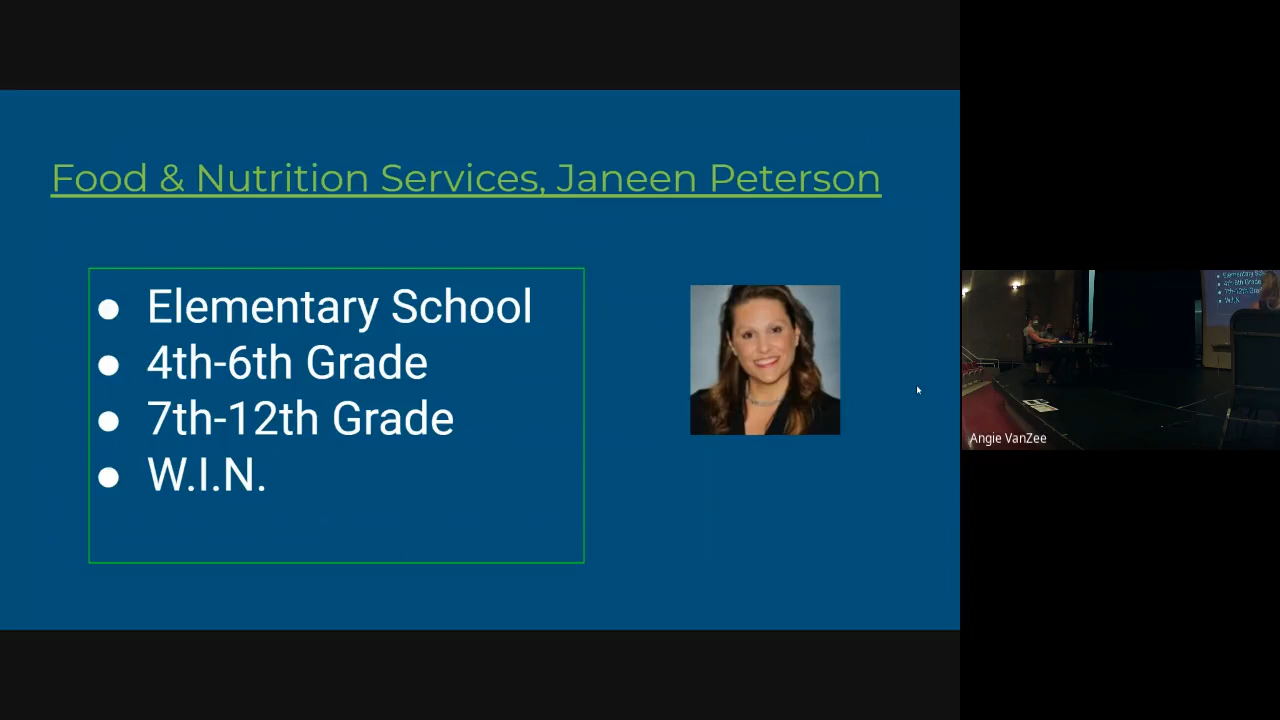 Food & Nutrition Services, Janeen Peterson
● Elementary School
● 4th-6th Grade
● 7th-12th Grade
● W.I.N.
Angie VanZee